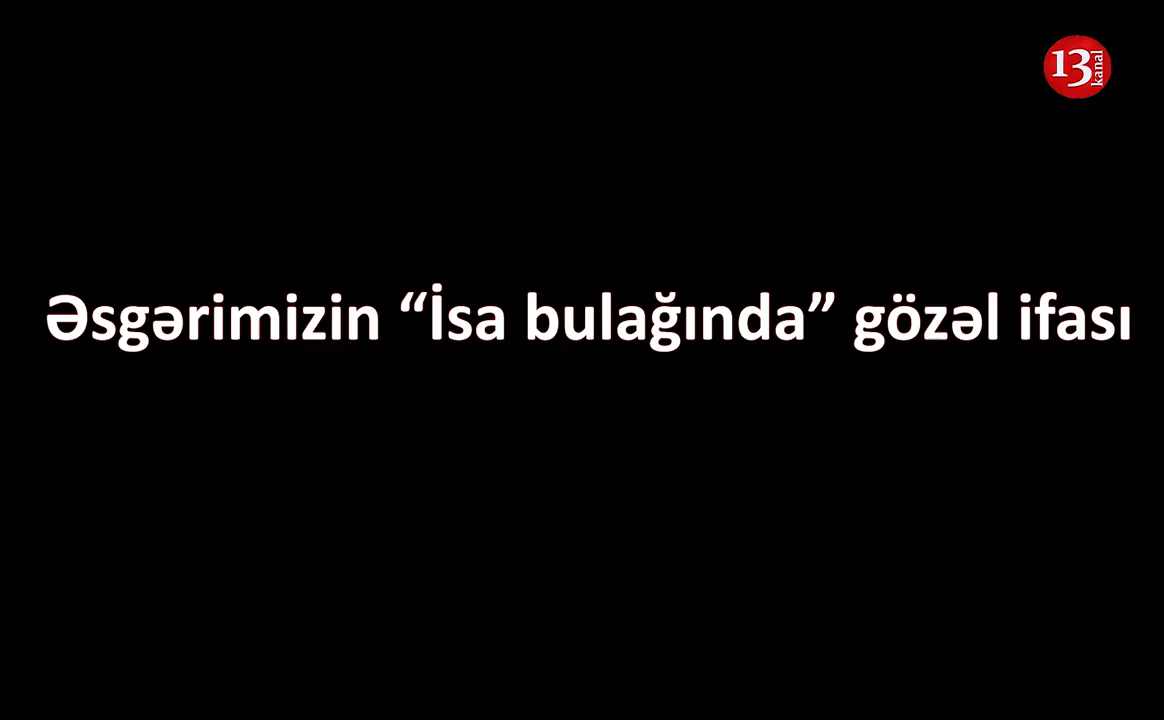 13 kanal
Əsgərimizin “İsa bulağında” gözəl ifası